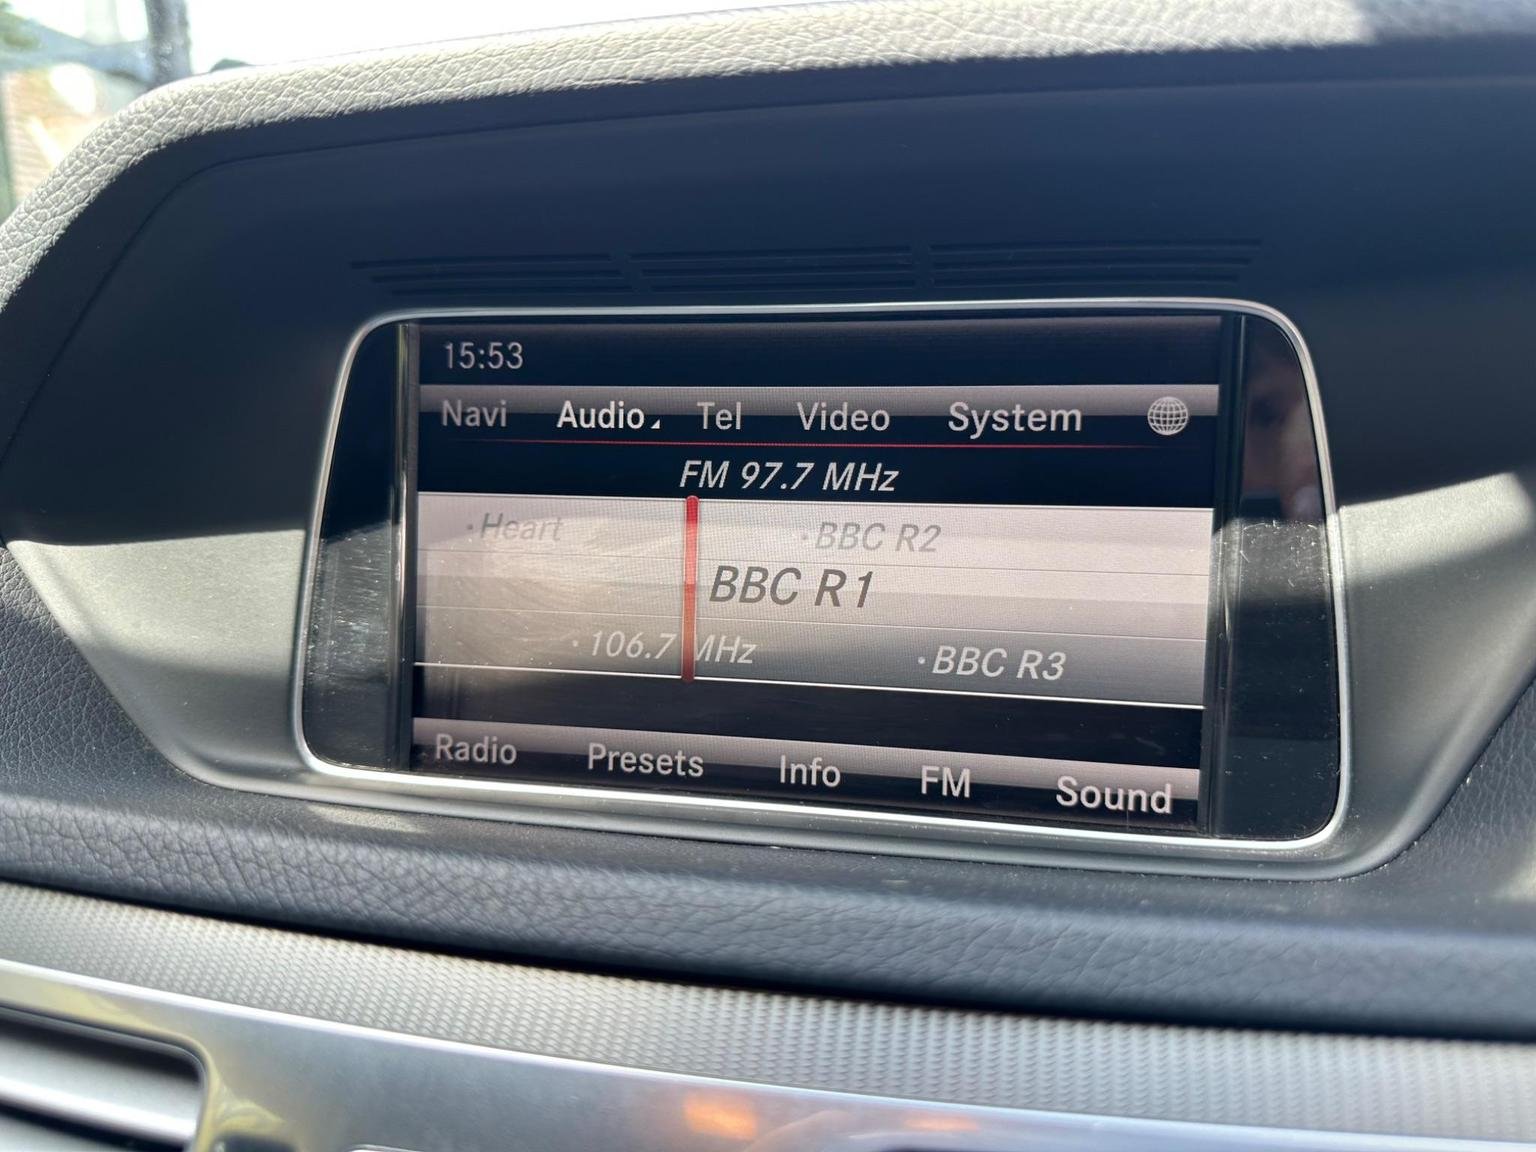 15:53
Navi Audio Tel Video System
FM 97.7 MHz
·Heart ·BBC R2
BBC R1
·106.7 MHz ·BBC R3
Radio Presets Info FM Sound